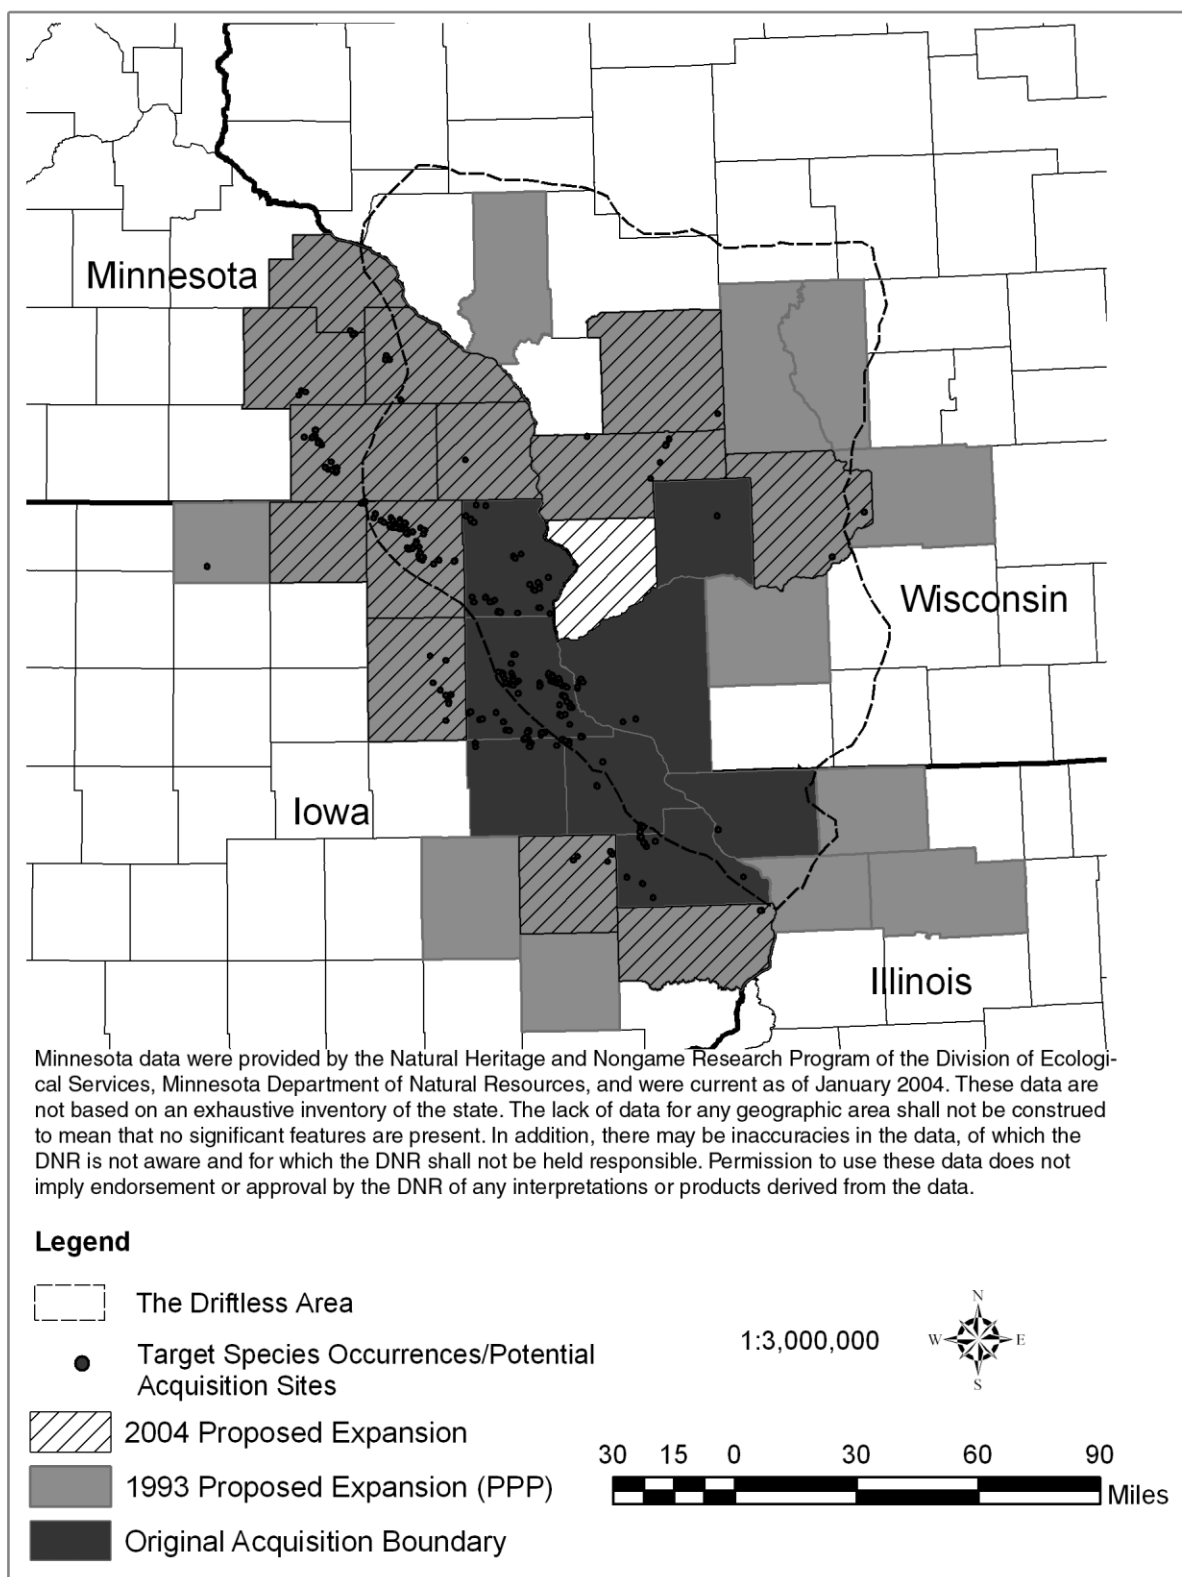 Minnesota
Wisconsin
Iowa
Illinois
Minnesota data were provided by the Natural Heritage and Nongame Research Program of the Division of Ecologi-
cal Services, Minnesota Department of Natural Resources, and were current as of January 2004. These data are
not based on an exhaustive inventory of the state. The lack of data for any geographic area shall not be construed
to mean that no significant features are present. In addition, there may be inaccuracies in the data, of which the
DNR is not aware and for which the DNR shall not be held responsible. Permission to use these data does not
imply endorsement or approval by the DNR of any interpretations or products derived from the data.
Legend
The Driftless Area
Target Species Occurrences/Potential
Acquisition Sites
2004 Proposed Expansion
1993 Proposed Expansion (PPP)
Original Acquisition Boundary
1:3,000,000
N
W E
S
30 15 0 30 60 90
Miles